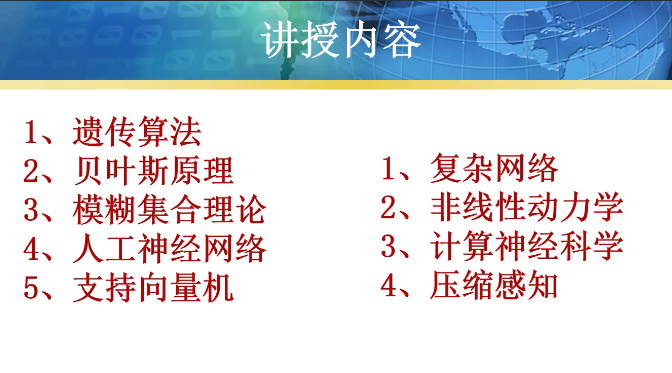 讲授内容
1、遗传算法
2、贝叶斯原理
3、模糊集合理论
4、人工神经网络
5、支持向量机
1、复杂网络
2、非线性动力学
3、计算神经科学
4、压缩感知